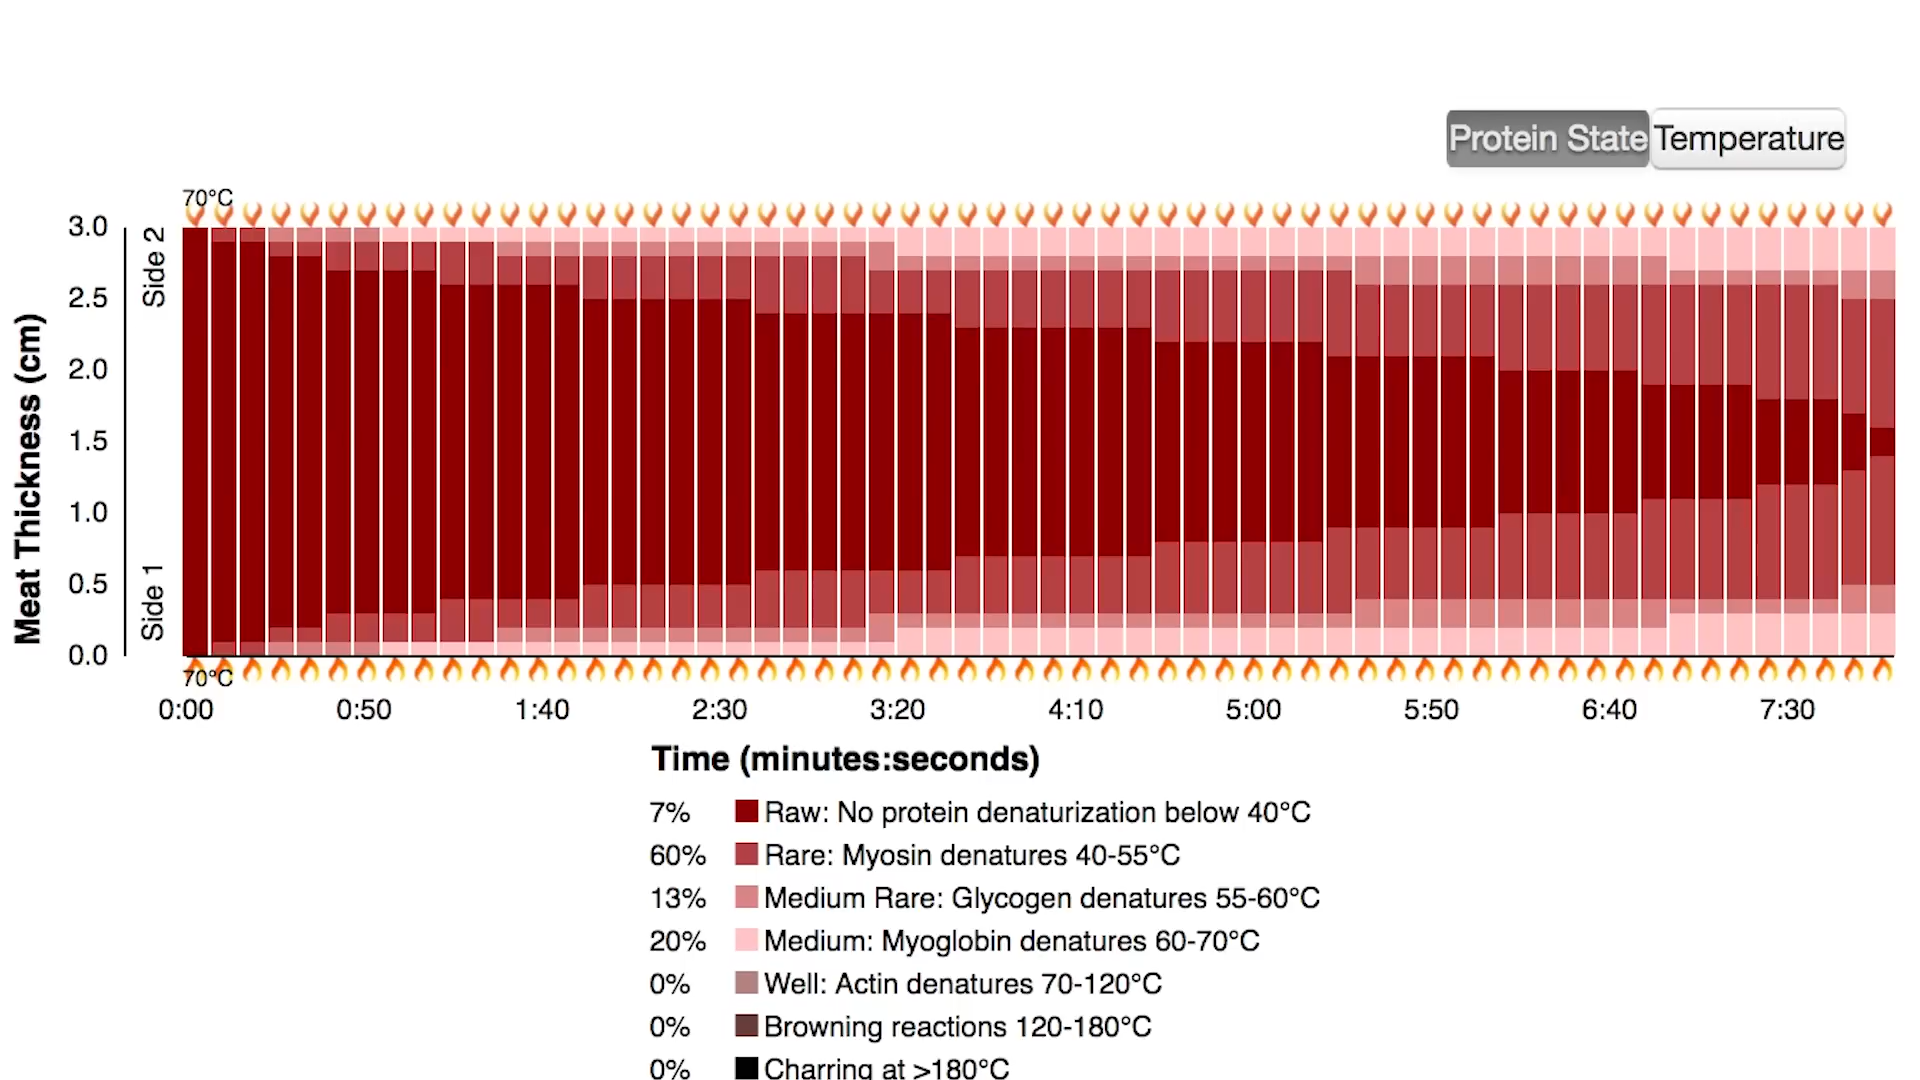 Protein State Temperature
70°C
3.0
2.5
2.0
1.5
1.0
0.5
0.0
Meat Thickness (cm)
Side 2
Side 1
70°C
0:00 0:50 1:40 2:30 3:20 4:10 5:00 5:50 6:40 7:30
Time (minutes:seconds)
7% Raw: No protein denaturization below 40°C
60% Rare: Myosin denatures 40-55°C
13% Medium Rare: Glycogen denatures 55-60°C
20% Medium: Myoglobin denatures 60-70°C
0% Well: Actin denatures 70-120°C
0% Browning reactions 120-180°C
0% Charring at >180°C